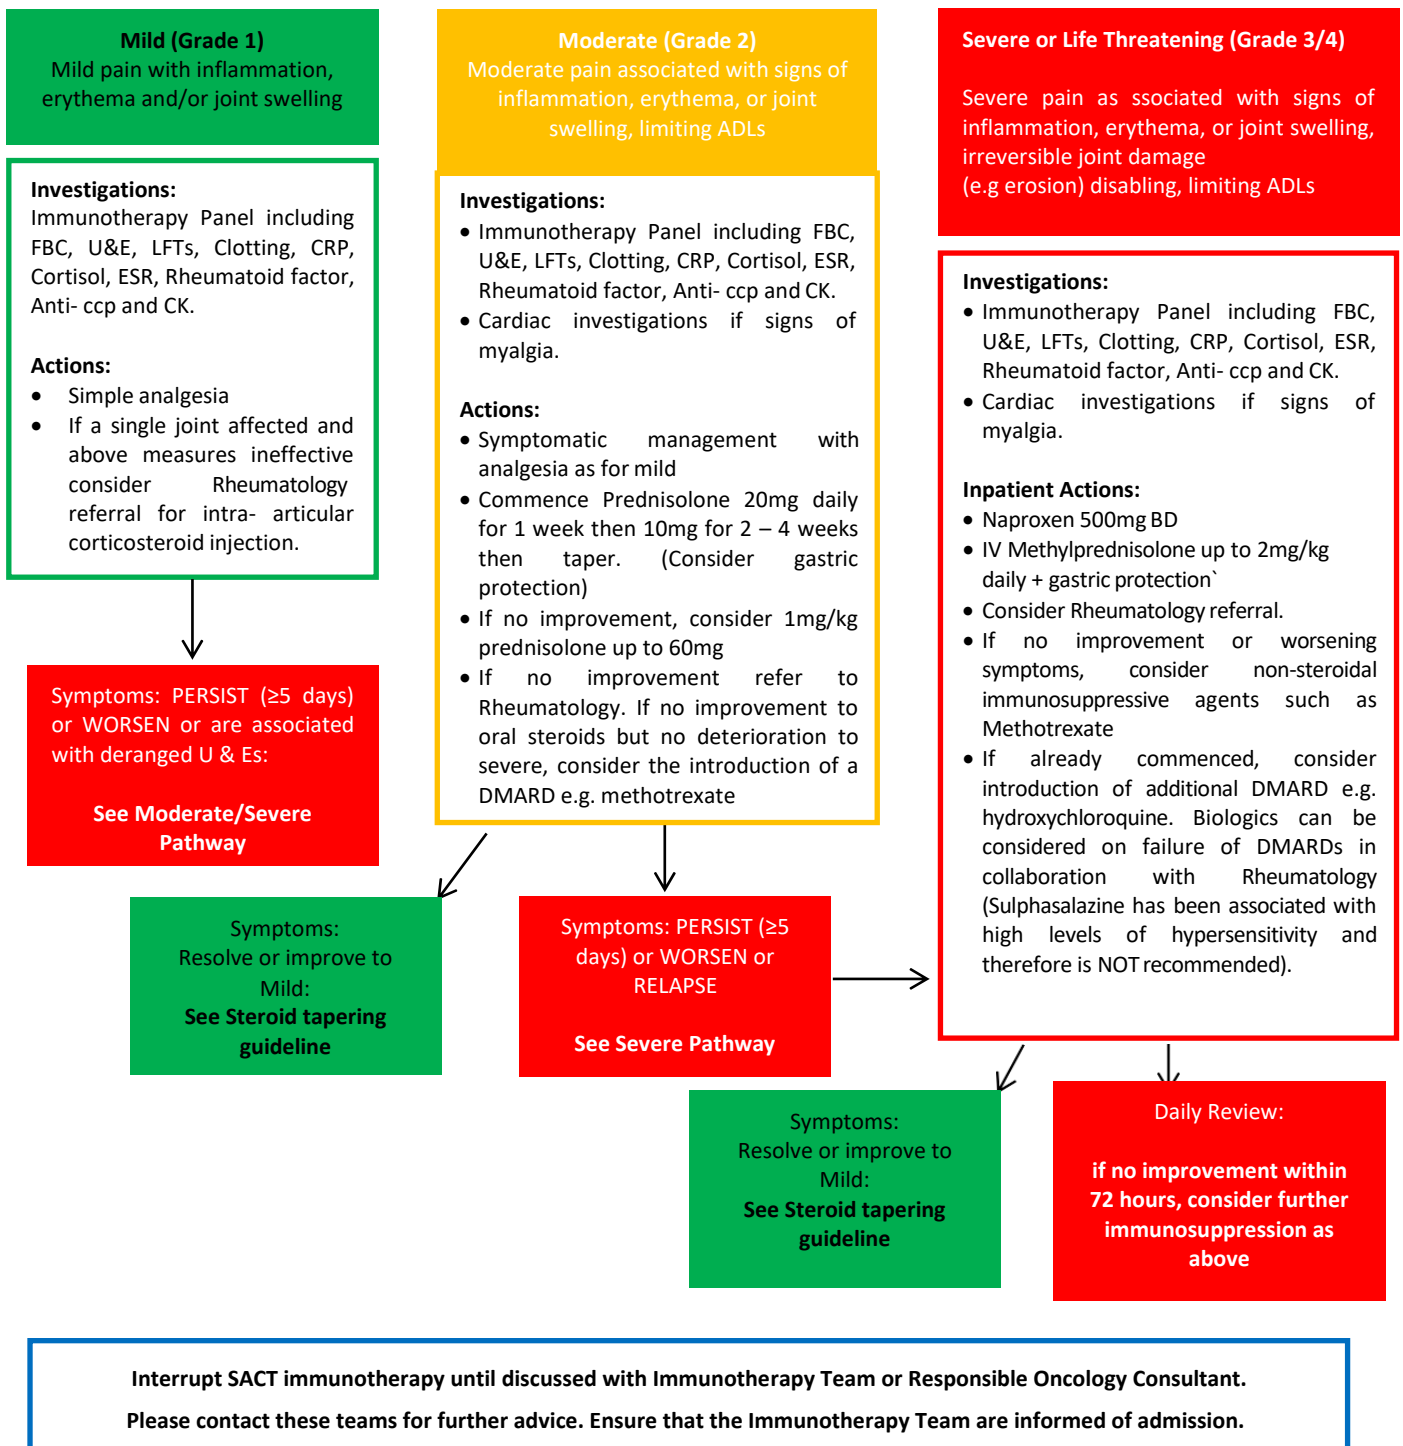 Mild (Grade 1)
Mild pain with inflammation,
erythema and/or joint swelling
Investigations:
Immunotherapy Panel including
FBC, U&E, LFTs, Clotting, CRP,
Cortisol, ESR, Rheumatoid factor,
Anti- ccp and CK.
Actions:
• Simple analgesia
• If a single joint affected and
above measures ineffective
consider Rheumatology
referral for intra- articular
corticosteroid injection.
Symptoms: PERSIST (≥5 days)
or WORSEN or are associated
with deranged U & Es:
See Moderate/Severe
Pathway
Moderate (Grade 2)
Moderate pain associated with signs of
inflammation, erythema, or joint
swelling, limiting ADLs
Investigations:
• Immunotherapy Panel including FBC,
U&E, LFTs, Clotting, CRP, Cortisol, ESR,
Rheumatoid factor, Anti- ccp and CK.
• Cardiac investigations if signs of
myalgia.
Actions:
• Symptomatic management with
analgesia as for mild
• Commence Prednisolone 20mg daily
for 1 week then 10mg for 2 – 4 weeks
then taper. (Consider gastric
protection)
• If no improvement, consider 1mg/kg
prednisolone up to 60mg
• If no improvement refer to
Rheumatology. If no improvement to
oral steroids but no deterioration to
severe, consider the introduction of a
DMARD e.g. methotrexate
Symptoms:
Resolve or improve to
Mild:
See Steroid tapering
guideline
Symptoms: PERSIST (≥5
days) or WORSEN or
RELAPSE
See Severe Pathway
Severe or Life Threatening (Grade 3/4)
Severe pain as ssociated with signs of
inflammation, erythema, or joint swelling,
irreversible joint damage
(e.g erosion) disabling, limiting ADLs
Investigations:
• Immunotherapy Panel including FBC,
U&E, LFTs, Clotting, CRP, Cortisol, ESR,
Rheumatoid factor, Anti- ccp and CK.
• Cardiac investigations if signs of
myalgia.
Inpatient Actions:
• Naproxen 500mg BD
• IV Methylprednisolone up to 2mg/kg
daily + gastric protection`
• Consider Rheumatology referral.
• If no improvement or worsening
symptoms, consider non-steroidal
immunosuppressive agents such as
Methotrexate
• If already commenced, consider
introduction of additional DMARD e.g.
hydroxychloroquine. Biologics can be
considered on failure of DMARDs in
collaboration with Rheumatology
(Sulphasalazine has been associated with
high levels of hypersensitivity and
therefore is NOT recommended).
Symptoms:
Resolve or improve to
Mild:
See Steroid tapering
guideline
Daily Review:
if no improvement within
72 hours, consider further
immunosuppression as
above
Interrupt SACT immunotherapy until discussed with Immunotherapy Team or Responsible Oncology Consultant.
Please contact these teams for further advice. Ensure that the Immunotherapy Team are informed of admission.